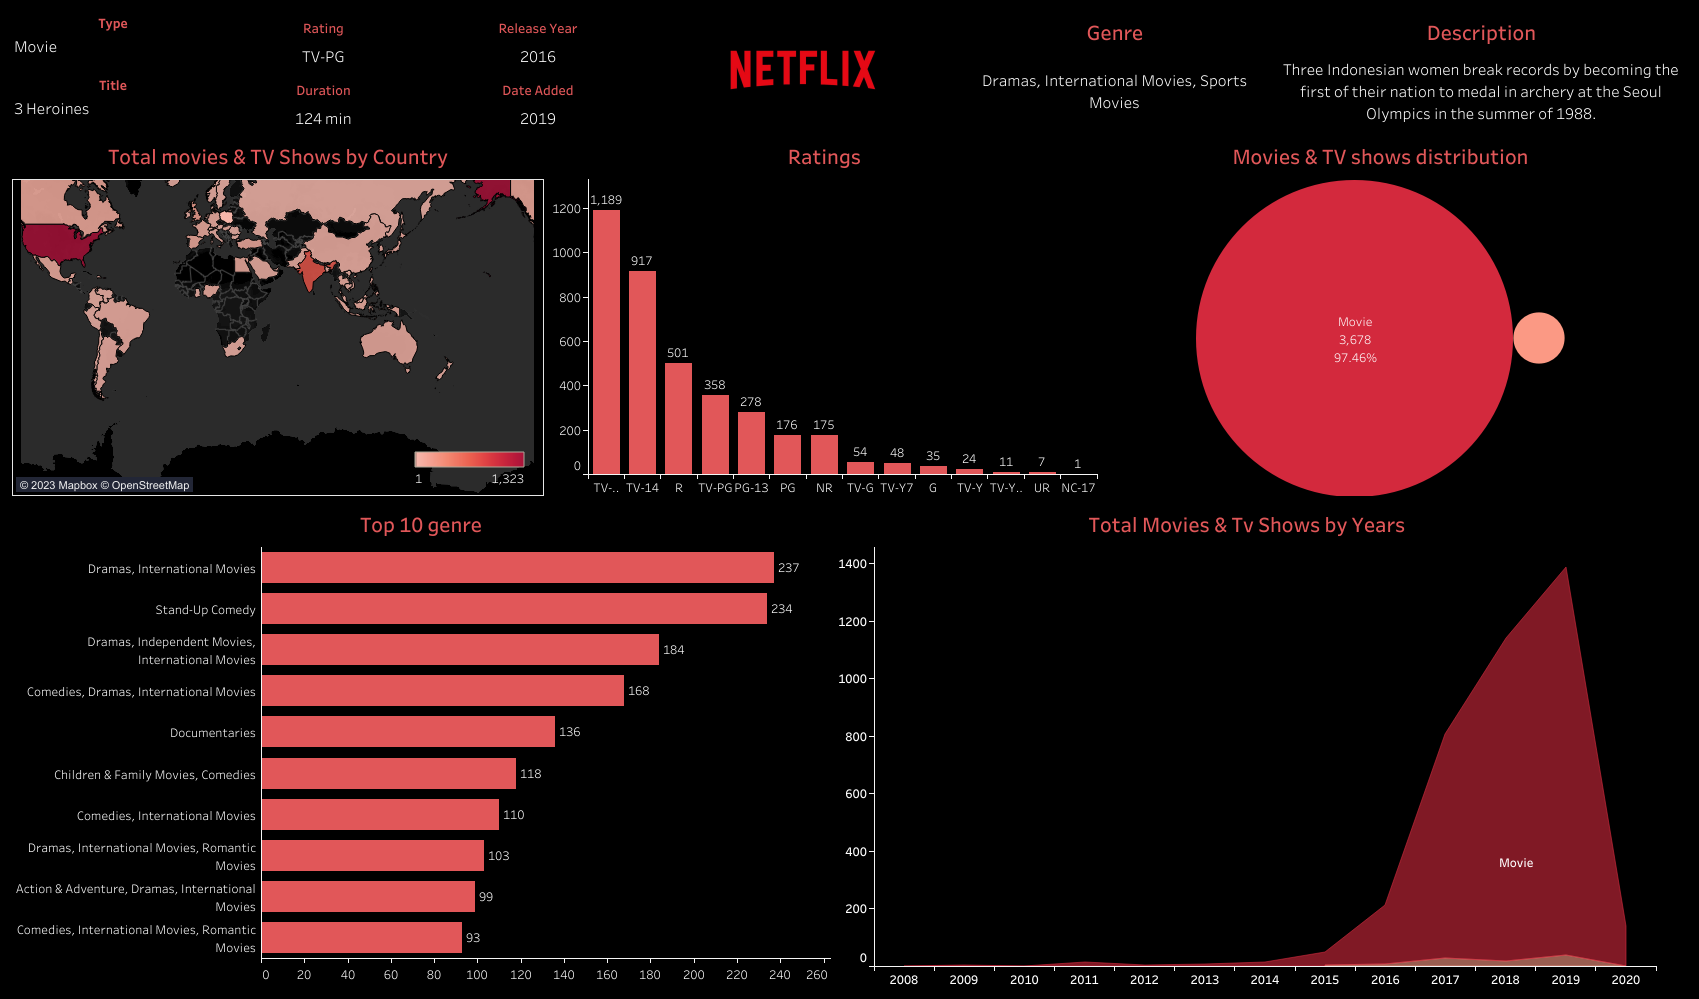 Type
Movie
Title
3 Heroines
Rating
TV-PG
Duration
124 min
Release Year
2016
Date Added
2019
NETFLIX
Genre
Dramas, International Movies, Sports
Movies
Description
Three Indonesian women break records by becoming the
first of their nation to medal in archery at the Seoul
Olympics in the summer of 1988.
Total movies & TV Shows by Country
© 2023 Mapbox © OpenStreetMap
1 1,323
Ratings
1200
1000
800
600
400
200
0
1,189
917
501
358
278
176
175
54
48
35
24
11
7
1
TV-.. TV-14 R TV-PG PG-13 PG NR TV-G TV-Y7 G TV-Y TV-Y.. UR NC-17
Movies & TV shows distribution
Movie
3,678
97.46%
Top 10 genre
Dramas, International Movies 237
Stand-Up Comedy 234
Dramas, Independent Movies,
International Movies 184
Comedies, Dramas, International Movies 168
Documentaries 136
Children & Family Movies, Comedies 118
Comedies, International Movies 110
Dramas, International Movies, Romantic
Movies 103
Action & Adventure, Dramas, International
Movies 99
Comedies, International Movies, Romantic
Movies 93
0 20 40 60 80 100 120 140 160 180 200 220 240 260
Total Movies & Tv Shows by Years
1400
1200
1000
800
600
400
200
0
Movie
2008 2009 2010 2011 2012 2013 2014 2015 2016 2017 2018 2019 2020